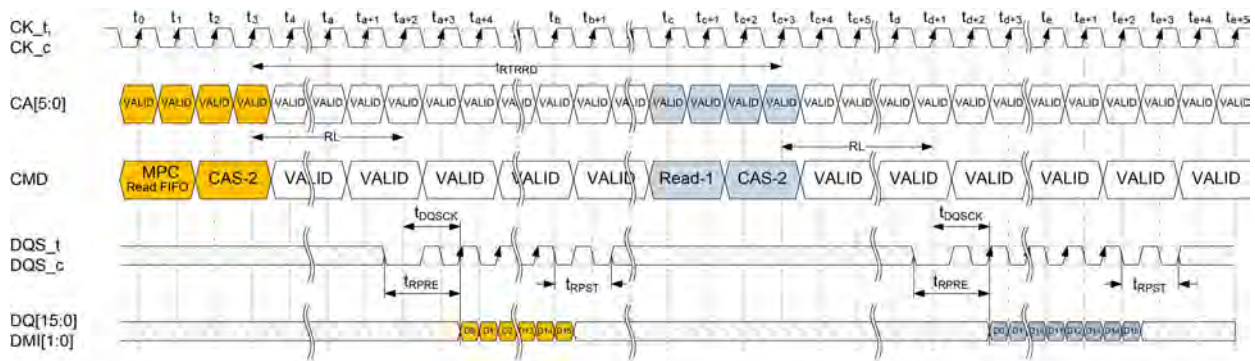 t0 t1 t2 t3 t4 ta ta+1 ta+2 ta+3 ta+4 tb tb+1 tc tc+1 tc+2 tc+3 tc+4 tc+5 td td+1 td+2 td+3 te te+1 te+2 te+3 te+4 te+5
CK_t,
CK_c
tRTRRD
CA[5:0] VALID VALID VALID VALID VALID VALID VALID VALID VALID VALID VALID VALID VALID VALID VALID VALID VALID VALID VALID VALID VALID VALID VALID VALID VALID VALID VALID VALID VALID VALID
RL RL
CMD MPC Read FIFO CAS-2 VALID VALID VALID VALID VALID Read-1 CAS-2 VALID VALID VALID VALID VALID VALID
tDQSCK tDQSCK
DQS_t
DQS_c
tRPRE tRPST tRPRE tRPST
DQ[15:0]
DMI[1:0]
D0 D1 D2 D13 D14 D15 D0 D1 D12 D15